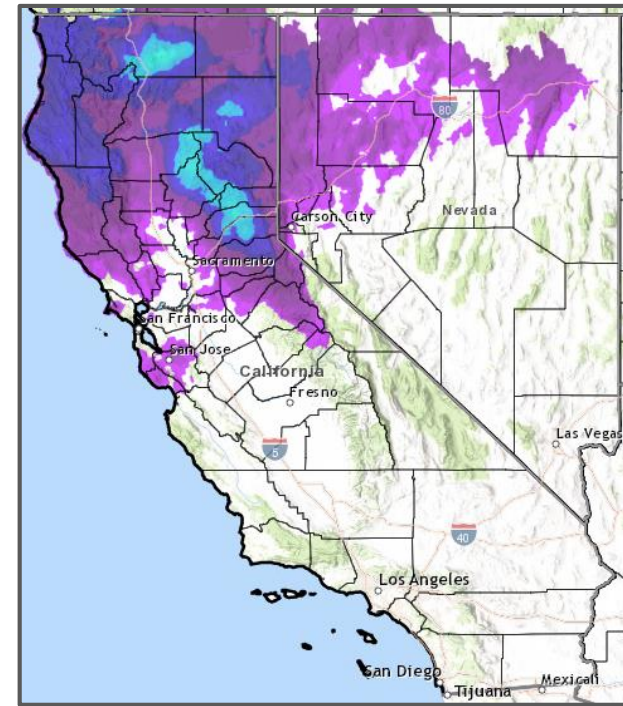 80
Carson City
Nevada
Sacramento
San Francisco
San Jose
California
Fresno
5
Las Vegas
40
Los Angeles
San Diego
Tijuana
Mexicali